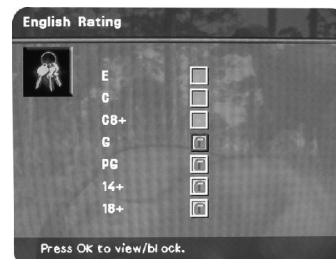 English Rating
E
C
C8+
G
PG
14+
18+
Press OK to view/block.